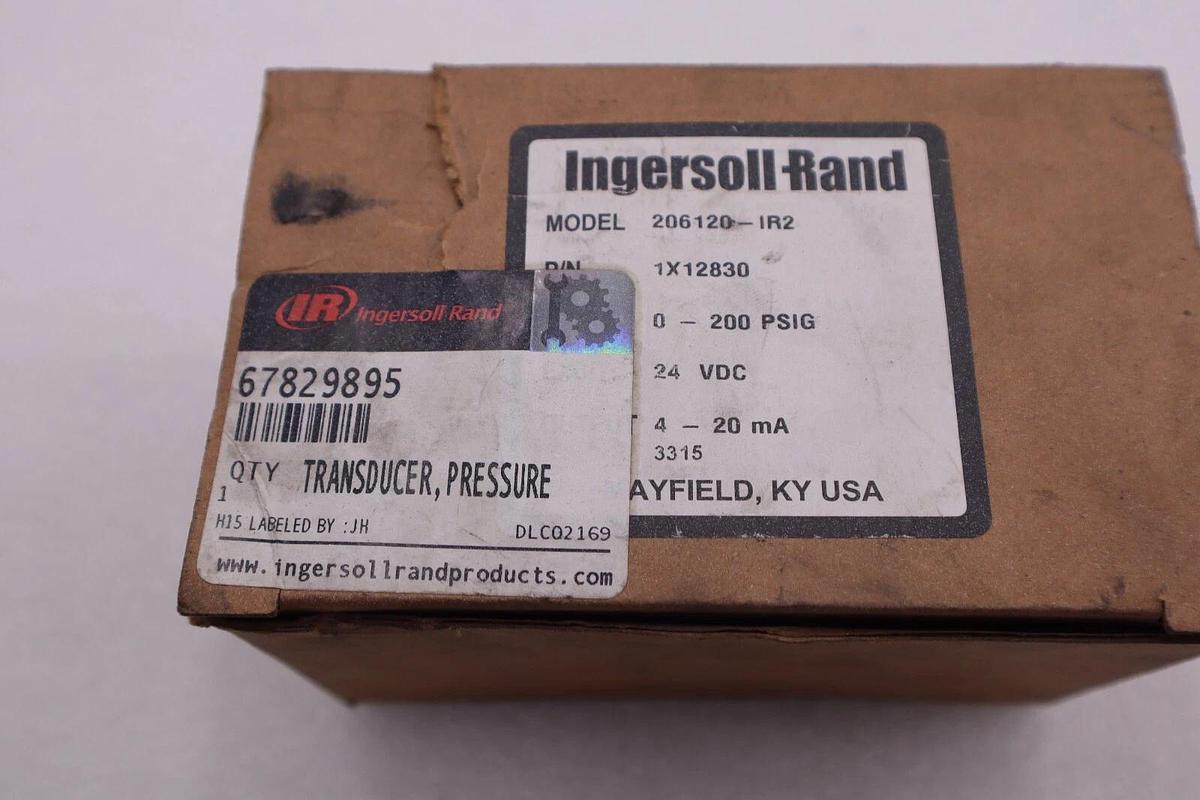 Ingersoll-Rand
MODEL 206120-IR2
P/N 1X12830
0 - 200 PSIG
24 VDC
4 - 20 mA
3315
AYFIELD, KY USA
IR Ingersoll Rand
67829895
QTY TRANSDUCER, PRESSURE
1
H15 LABELED BY :JH DLCQ2169
www.ingersollrandproducts.com